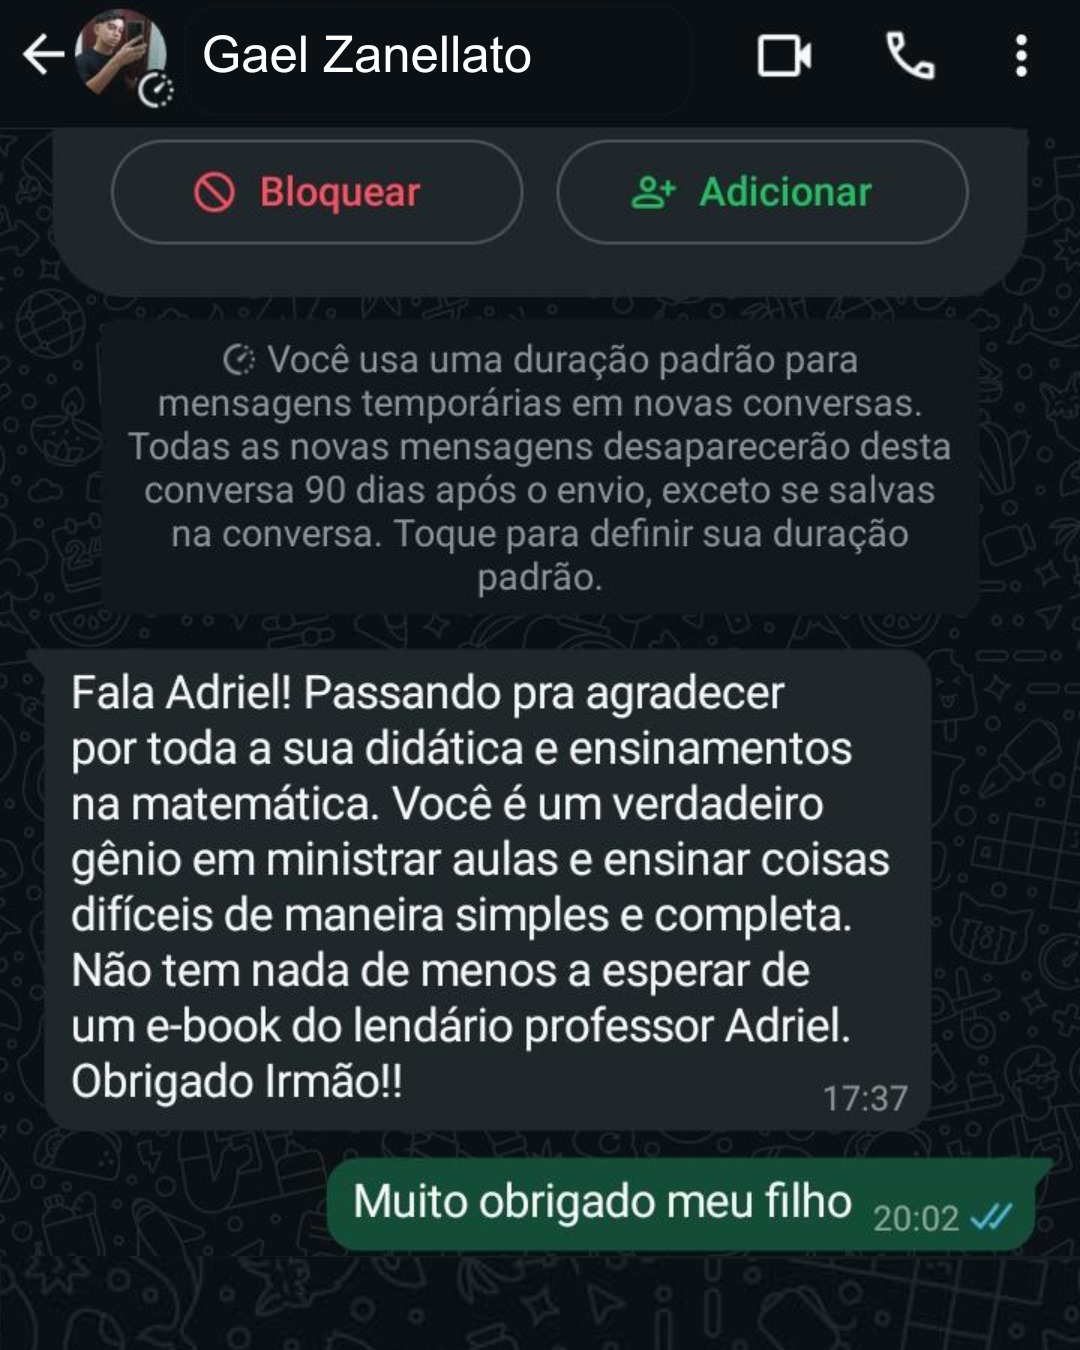 Gael Zanellato
Bloquear
Adicionar
Você usa uma duração padrão para
mensagens temporárias em novas conversas.
Todas as novas mensagens desaparecerão desta
conversa 90 dias após o envio, exceto se salvas
na conversa. Toque para definir sua duração
padrão.
Fala Adriel! Passando pra agradecer
por toda a sua didática e ensinamentos
na matemática. Você é um verdadeiro
gênio em ministrar aulas e ensinar coisas
difíceis de maneira simples e completa.
Não tem nada de menos a esperar de
um e-book do lendário professor Adriel.
Obrigado Irmão!!
17:37
Muito obrigado meu filho
20:02